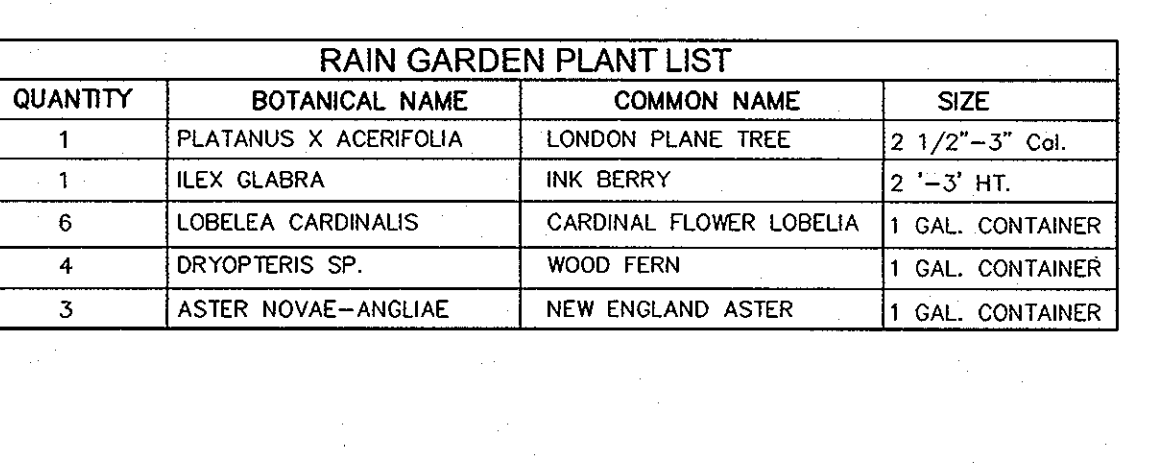 RAIN GARDEN PLANT LIST
QUANTITY BOTANICAL NAME COMMON NAME SIZE
1 PLATANUS X ACERIFOLIA LONDON PLANE TREE 2 1/2"-3" Cal.
1 ILEX GLABRA INK BERRY 2 '-3' HT.
6 LOBELEA CARDINALIS CARDINAL FLOWER LOBELIA 1 GAL. CONTAINER
4 DRYOPTERIS SP. WOOD FERN 1 GAL. CONTAINER
3 ASTER NOVAE-ANGLIAE NEW ENGLAND ASTER 1 GAL. CONTAINER